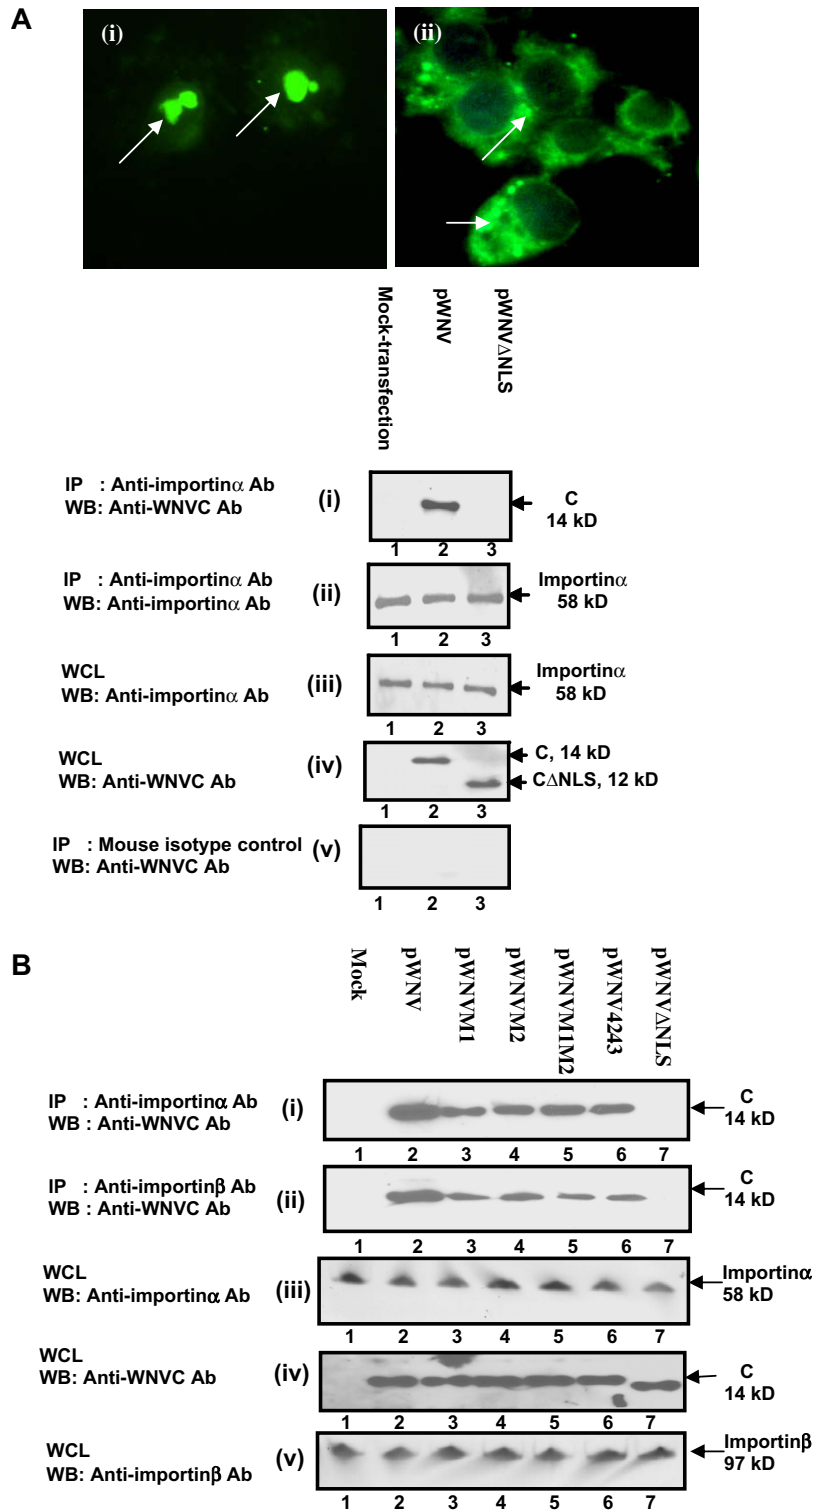 A
(i)
(ii)
Mock-transfection
pWNV
pWNVΔNLS
IP : Anti-importinα Ab
WB: Anti-WNVC Ab
(i)
C
14 kD
1 2 3
IP : Anti-importinα Ab
WB: Anti-importinα Ab
(ii)
Importinα
58 kD
1 2 3
WCL
WB: Anti-importinα Ab
(iii)
Importinα
58 kD
1 2 3
WCL
WB: Anti-WNVC Ab
(iv)
C, 14 kD
CΔNLS, 12 kD
1 2 3
IP : Mouse isotype control
WB: Anti-WNVC Ab
(v)
1 2 3
B
Mock
pWNV
pWNVM1
pWNVM2
pWNVM1M2
pWNV4243
pWNVΔNLS
IP : Anti-importinα Ab
WB : Anti-WNVC Ab
(i)
C
14 kD
1 2 3 4 5 6 7
IP : Anti-importinβ Ab
WB : Anti-WNVC Ab
(ii)
C
14 kD
1 2 3 4 5 6 7
WCL
WB: Anti-importinα Ab
(iii)
Importinα
58 kD
1 2 3 4 5 6 7
WCL
WB: Anti-WNVC Ab
(iv)
C
14 kD
1 2 3 4 5 6 7
WCL
WB: Anti-importinβ Ab
(v)
Importinβ
97 kD
1 2 3 4 5 6 7